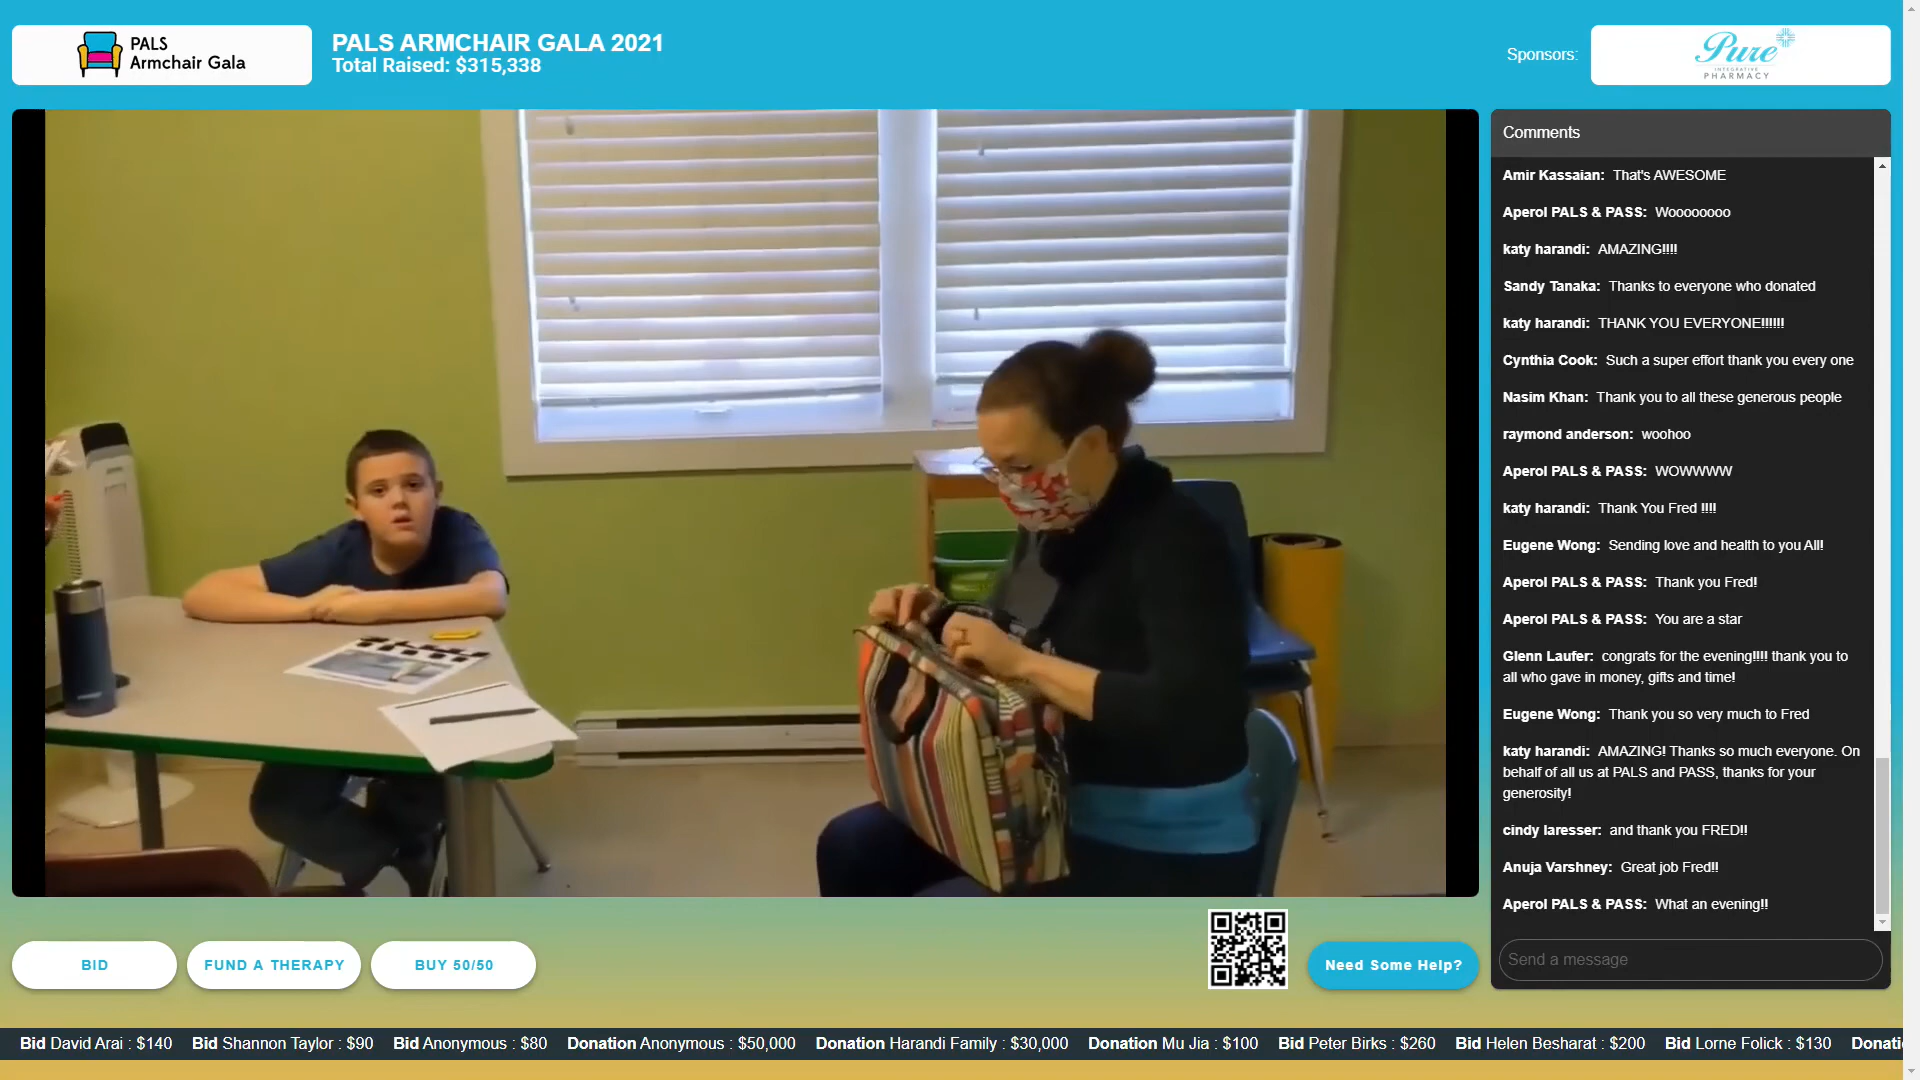 PALS
Armchair Gala
PALS ARMCHAIR GALA 2021
Total Raised: $315,338
Sponsors:
Pure
INTEGRATIVE
PHARMACY
Comments
Amir Kassaian: That's AWESOME
Aperol PALS & PASS: Woooooooo
katy harandi: AMAZING!!!!
Sandy Tanaka: Thanks to everyone who donated
katy harandi: THANK YOU EVERYONE!!!!!!
Cynthia Cook: Such a super effort thank you every one
Nasim Khan: Thank you to all these generous people
raymond anderson: woohoo
Aperol PALS & PASS: WOWWWW
katy harandi: Thank You Fred !!!!
Eugene Wong: Sending love and health to you All!
Aperol PALS & PASS: Thank you Fred!
Aperol PALS & PASS: You are a star
Glenn Laufer: congrats for the evening!!!! thank you to
all who gave in money, gifts and time!
Eugene Wong: Thank you so very much to Fred
katy harandi: AMAZING! Thanks so much everyone. On
behalf of all us at PALS and PASS, thanks for your
generosity!
cindy laresser: and thank you FRED!!
Anuja Varshney: Great job Fred!!
Aperol PALS & PASS: What an evening!!
Send a message
BID
FUND A THERAPY
BUY 50/50
Need Some Help?
Bid David Arai : $140 Bid Shannon Taylor : $90 Bid Anonymous : $80 Donation Anonymous : $50,000 Donation Harandi Family : $30,000 Donation Mu Jia : $100 Bid Peter Birks : $260 Bid Helen Besharat : $200 Bid Lorne Folick : $130 Donati